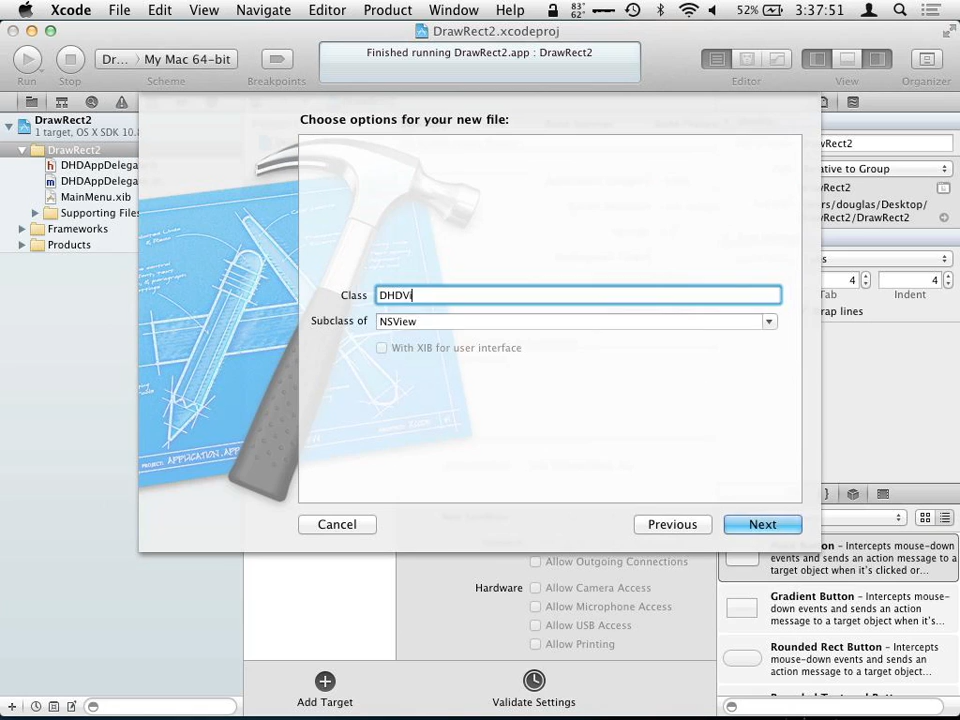 Xcode File Edit View Navigate Editor Product Window Help 83° 62° 52% 3:37:51
DrawRect2.xcodeproj
Finished running DrawRect2.app : DrawRect2
Dr... My Mac 64-bit
Run Stop Scheme Breakpoints Editor View Organizer
DrawRect2
1 target, OS X SDK 10.8
DrawRect2
DHDAppDelega
DHDAppDelega
MainMenu.xib
Supporting Files
Frameworks
Products
Choose options for your new file:
Class DHDVi
Subclass of NSView
With XIB for user interface
PROJECT: APPLICATION.APP
Cancel Previous Next
wRect2
ative to Group
wRect2
ers/douglas/Desktop/
wRect2/DrawRect2
s
4 4
Tab Indent
rap lines
Allow Outgoing Connections
Hardware Allow Camera Access
Allow Microphone Access
Allow USB Access
Allow Printing
Add Target Validate Settings
on – Intercepts mouse-down
events and sends an action message to a
target object when it's clicked or...
Gradient Button – Intercepts mouse-
down events and sends an action
message to a target object when it's...
Rounded Rect Button – Intercepts
mouse-down events and sends an
action message to a target object...